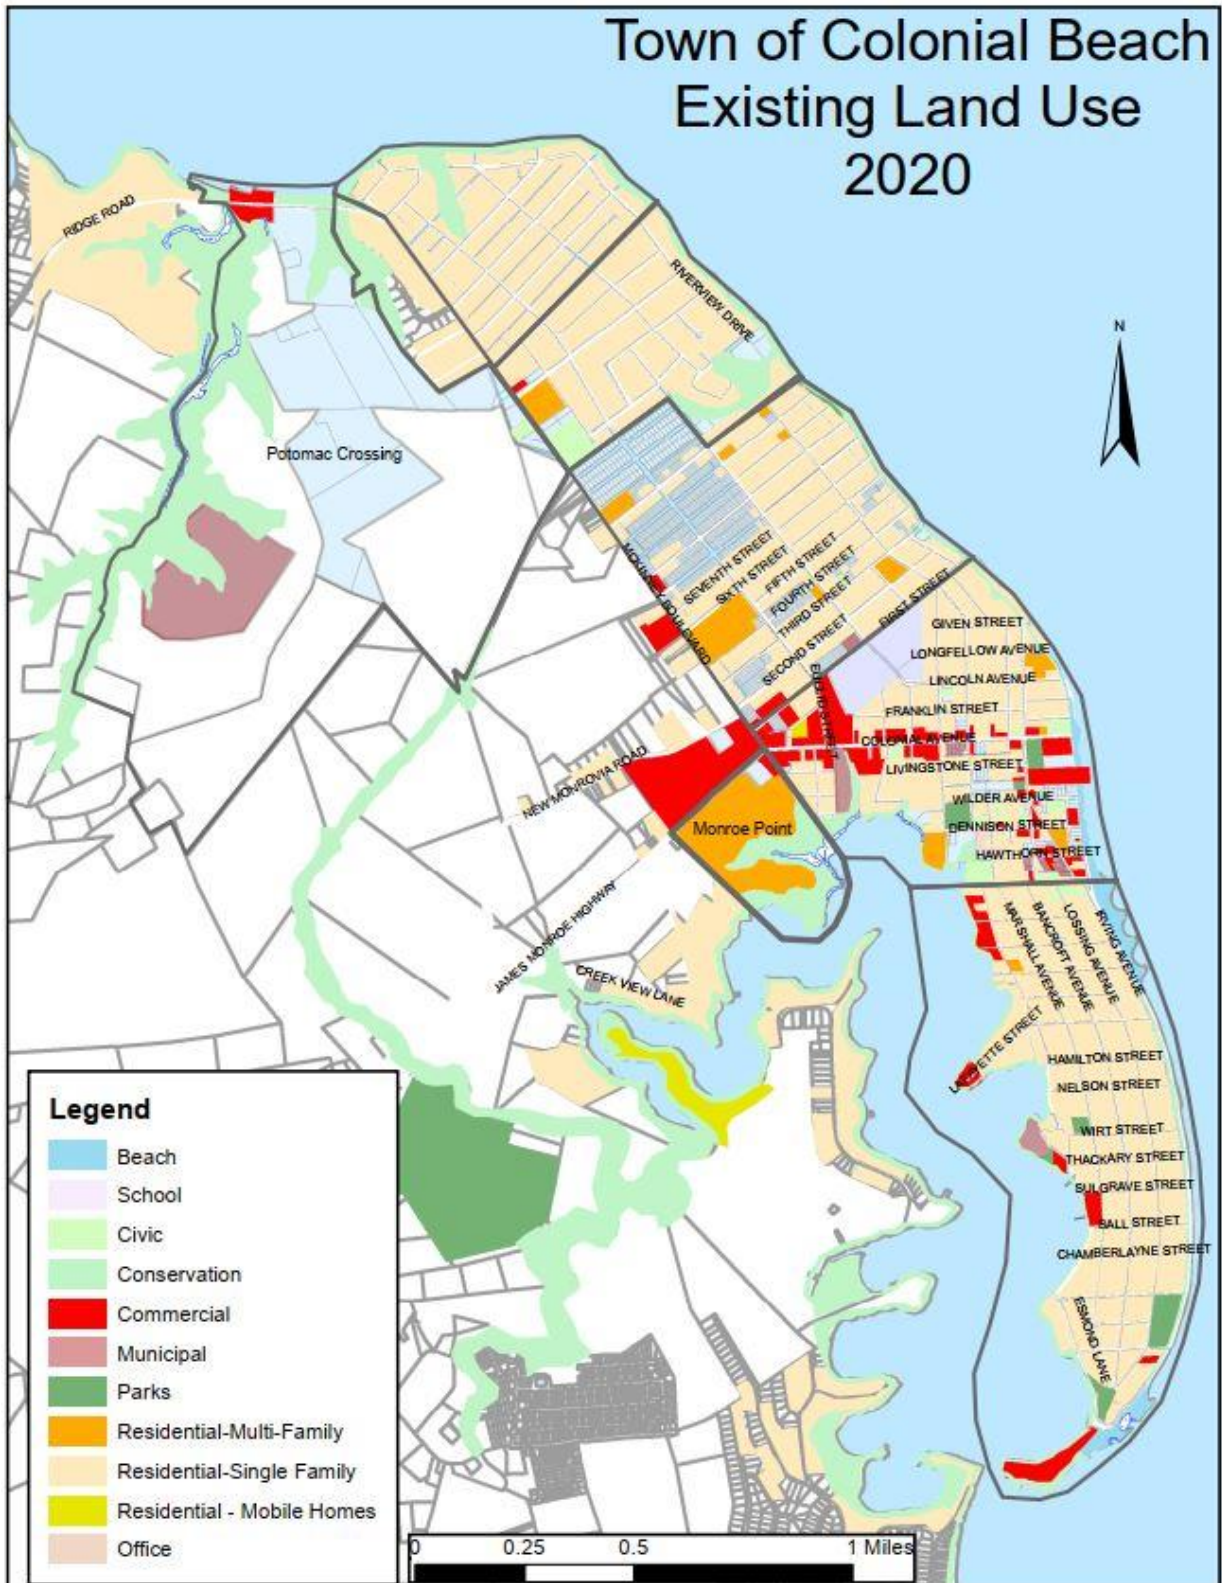 Town of Colonial Beach
Existing Land Use
2020
RIDGE ROAD
RIVERVIEW DRIVE
N
Potomac Crossing
MCKINNEY BOULEVARD
SEVENTH STREET
SIXTH STREET
FIFTH STREET
FOURTH STREET
THIRD STREET
SECOND STREET
FIRST STREET
EUCLID STREET
GIVEN STREET
LONGFELLOW AVENUE
LINCOLN AVENUE
FRANKLIN STREET
COLONIAL AVENUE
LIVINGSTONE STREET
WILDER AVENUE
DENNISON STREET
HAWTHORN STREET
NEW MONROVIA ROAD
Monroe Point
JAMES MONROE HIGHWAY
CREEK VIEW LANE
MARSHALL AVENUE
BANCROFT AVENUE
LOSSING AVENUE
IRVING AVENUE
LAFAYETTE STREET
HAMILTON STREET
NELSON STREET
WIRT STREET
THACKARY STREET
SULGRAVE STREET
BALL STREET
CHAMBERLAYNE STREET
ESMOND LANE
Legend
Beach
School
Civic
Conservation
Commercial
Municipal
Parks
Residential-Multi-Family
Residential-Single Family
Residential - Mobile Homes
Office
0 0.25 0.5 1 Miles